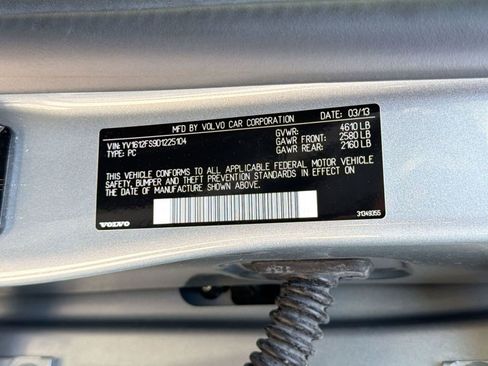 MFD BY VOLVO CAR CORPORATION DATE: 03/13
VIN: YV1612FS901225104 GVWR: 4610 LB
TYPE: PC GAWR FRONT: 2580 LB
GAWR REAR: 2160 LB
THIS VEHICLE CONFORMS TO ALL APPLICABLE FEDERAL MOTOR VEHICLE
SAFETY, BUMPER AND THEFT PREVENTION STANDARDS IN EFFECT ON
THE DATE OF MANUFACTURE SHOWN ABOVE.
VOLVO 31349355